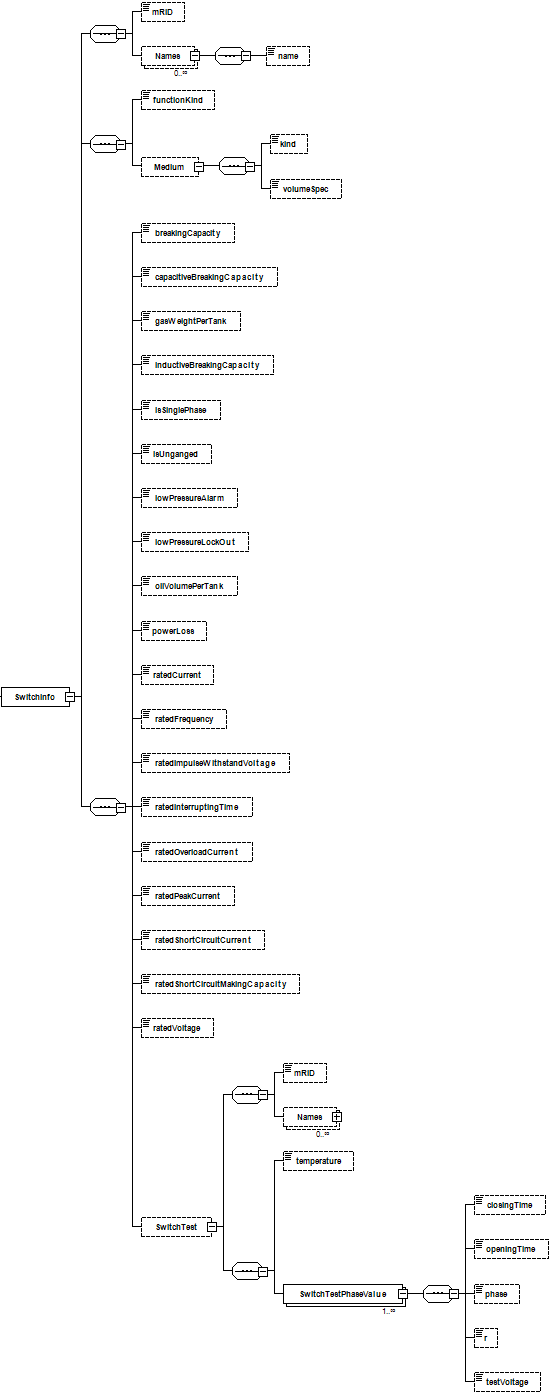 mRID
Names
0..∞
name
functionKind
Medium
kind
volumeSpec
breakingCapacity
capacitiveBreakingCapacity
gasWeightPerTank
inductiveBreakingCapacity
isSinglePhase
isUnganged
lowPressureAlarm
lowPressureLockOut
oilVolumePerTank
powerLoss
SwitchInfo
ratedCurrent
ratedFrequency
ratedImpulseWithstandVoltage
ratedInterruptingTime
ratedOverloadCurrent
ratedPeakCurrent
ratedShortCircuitCurrent
ratedShortCircuitMakingCapacity
ratedVoltage
mRID
Names
0..∞
temperature
SwitchTest
SwitchTestPhaseValue
1..∞
closingTime
openingTime
phase
r
testVoltage